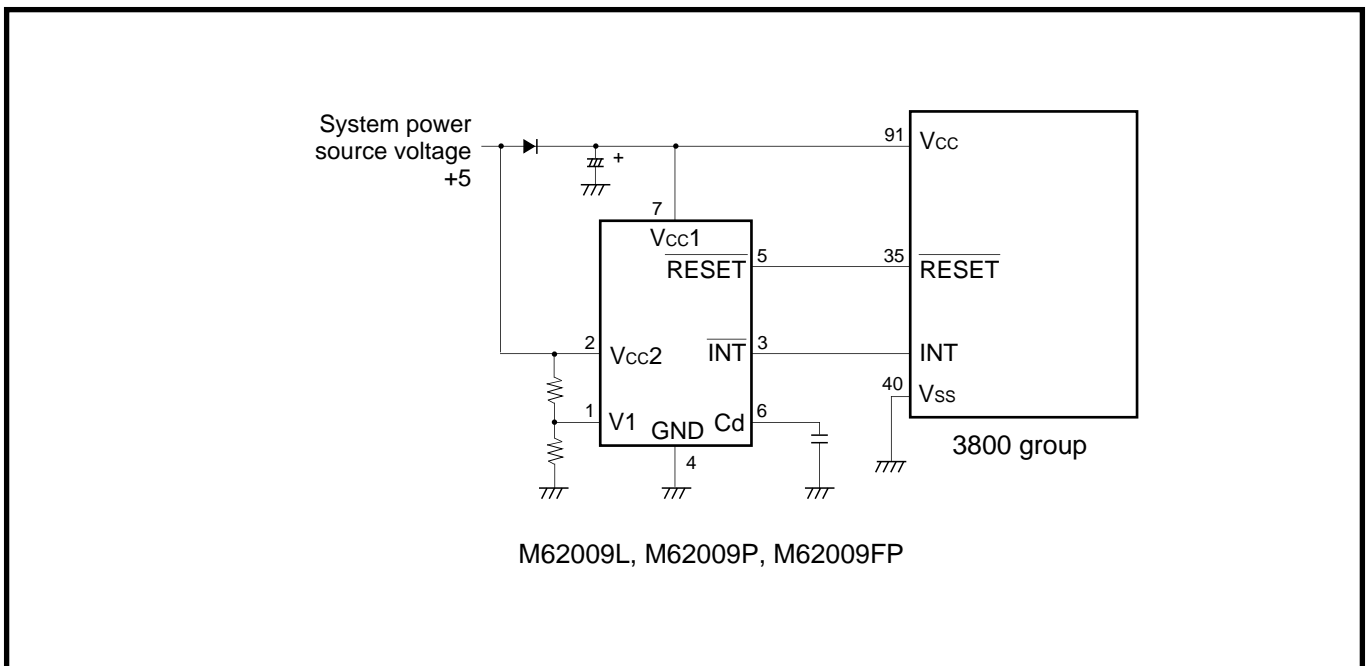 System power
source voltage
+5
+
91
VCC
7
VCC1
RESET
5
35
RESET
2
VCC2
INT
3
INT
40
VSS
1
V1
GND
Cd
6
4
3800 group
M62009L, M62009P, M62009FP